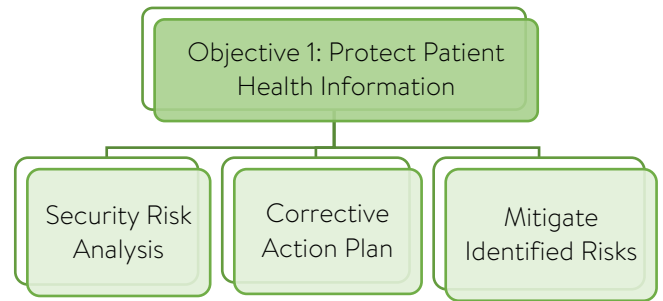 Objective 1: Protect Patient
Health Information
Security Risk
Analysis
Corrective
Action Plan
Mitigate
Identified Risks